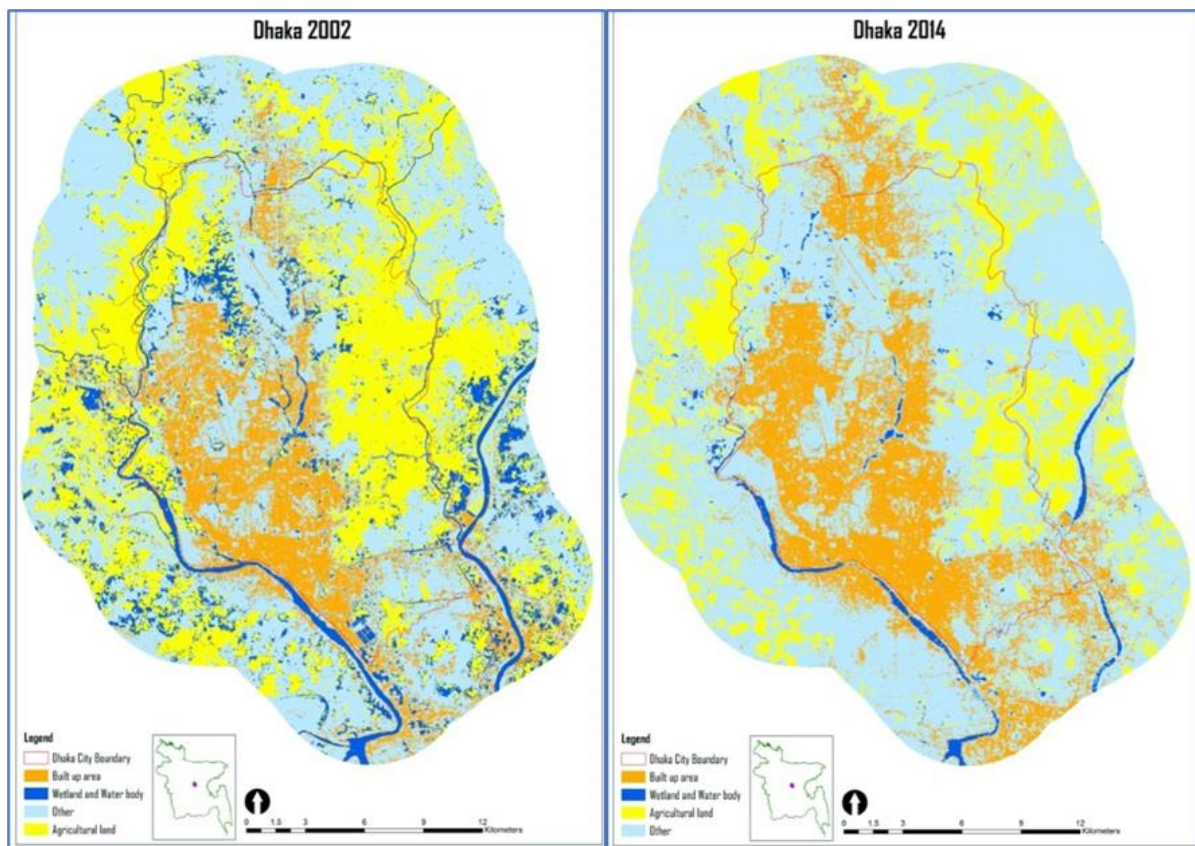 Dhaka 2002
Legend
Dhaka City Boundary
Built up area
Wetland and Water body
Other
Agricultural land
0 1.5 3 6 9 12
Kilometers
Dhaka 2014
Legend
Dhaka City Boundary
Built up area
Wetland and Water body
Agricultural land
Other
0 1.5 3 6 9 12
Kilometers